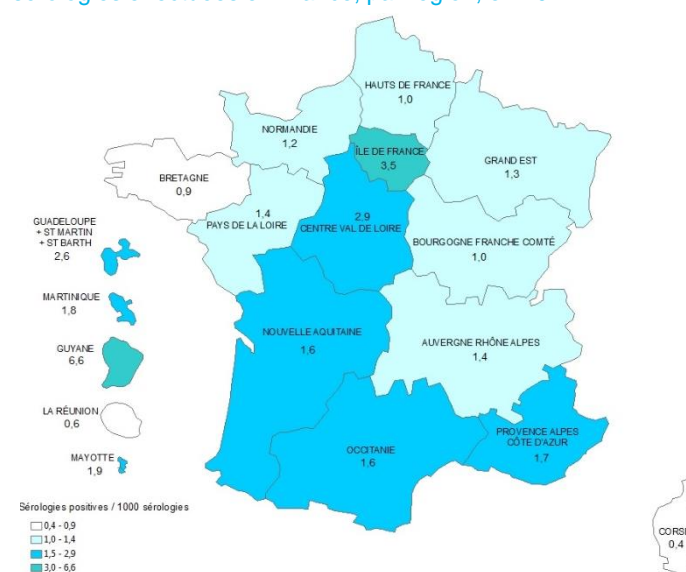 HAUTS DE FRANCE
1,0
NORMANDIE
1,2
ÎLE DE FRANCE
3,5
GRAND EST
1,3
BRETAGNE
0,9
1,4
PAYS DE LA LOIRE
2,9
CENTRE VAL DE LOIRE
BOURGOGNE FRANCHE COMTÉ
1,0
GUADELOUPE
+ ST MARTIN
+ ST BARTH
2,6
MARTINIQUE
1,8
NOUVELLE AQUITAINE
1,6
AUVERGNE RHÔNE ALPES
1,4
GUYANE
6,6
LA RÉUNION
0,6
MAYOTTE
1,9
OCCITANIE
1,6
PROVENCE ALPES
CÔTE D'AZUR
1,7
CORSE
0,4
Sérologies positives / 1000 sérologies
0,4 - 0,9
1,0 - 1,4
1,5 - 2,9
3,0 - 6,6